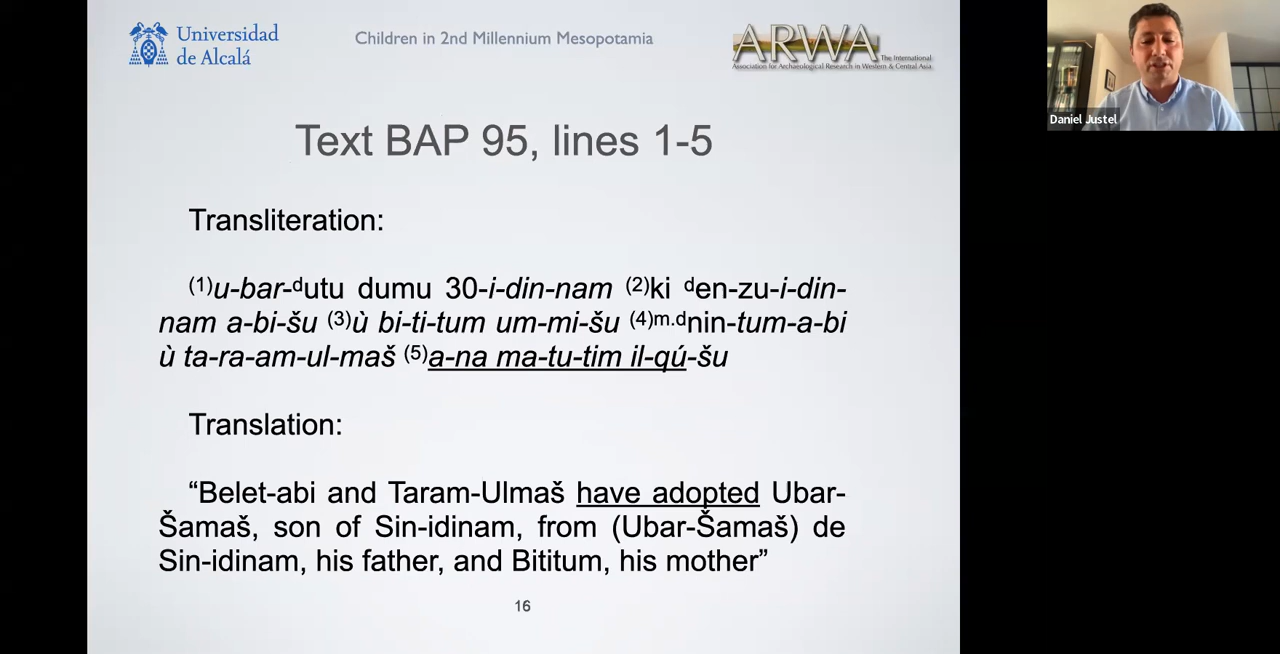 Universidad
de Alcalá
Children in 2nd Millennium Mesopotamia
ARWA
The International
Association for Archaeological Research in Western & Central Asia
Daniel Justel
Text BAP 95, lines 1-5
Transliteration:
(1)u-bar-dutu dumu 30-i-din-nam (2)ki den-zu-i-din-
nam a-bi-šu (3)ù bi-ti-tum um-mi-šu (4)m.dnin-tum-a-bi
ù ta-ra-am-ul-maš (5)a-na ma-tu-tim il-qú-šu
Translation:
“Belet-abi and Taram-Ulmaš have adopted Ubar-
Šamaš, son of Sin-idinam, from (Ubar-Šamaš) de
Sin-idinam, his father, and Bititum, his mother”
16